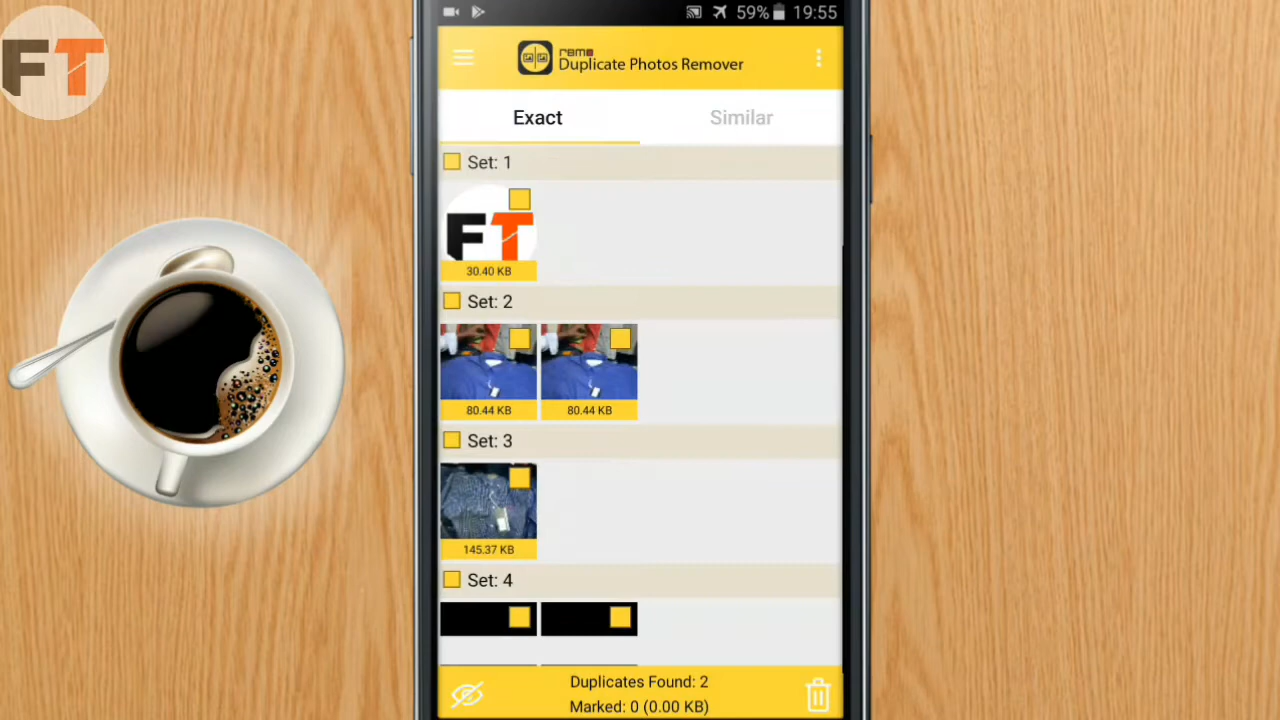 FT
59% 19:55
remo
Duplicate Photos Remover
Exact Similar
Set: 1
FT
30.40 KB
Set: 2
80.44 KB 80.44 KB
Set: 3
145.37 KB
Set: 4
Duplicates Found: 2
Marked: 0 (0.00 KB)